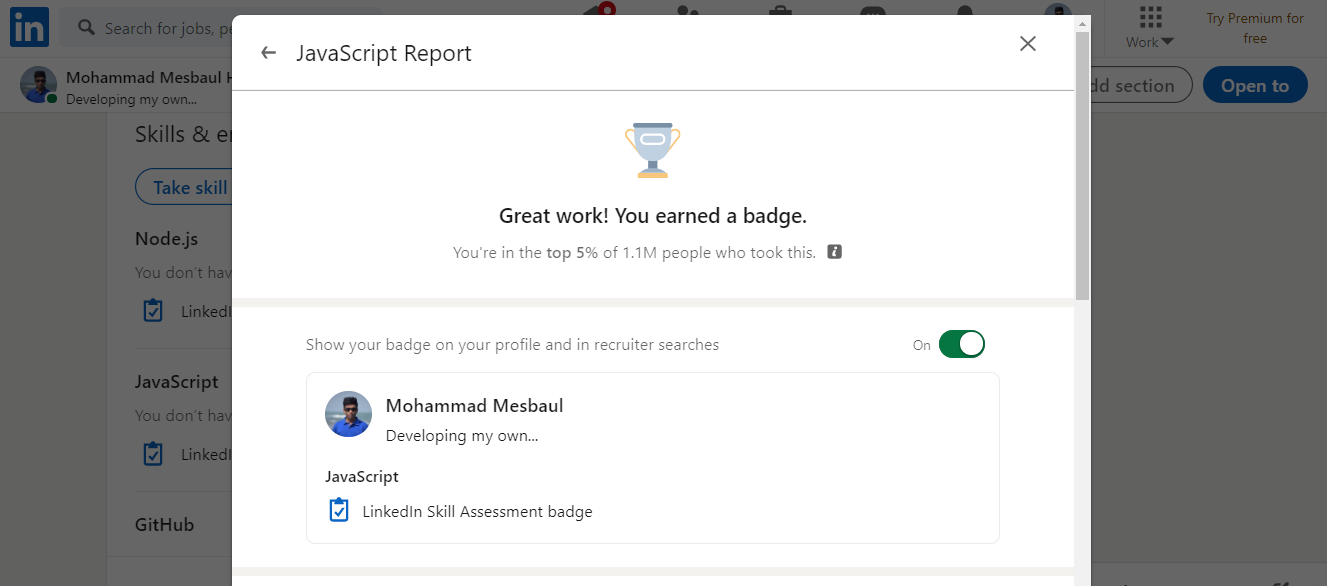 in
Search for jobs, pe
Work
Try Premium for
free
Mohammad Mesbaul H
Developing my own...
dd section
Open to
JavaScript Report
Great work! You earned a badge.
You're in the top 5% of 1.1M people who took this.
Show your badge on your profile and in recruiter searches
On
Mohammad Mesbaul
Developing my own...
JavaScript
LinkedIn Skill Assessment badge
Skills & e
Take skill
Node.js
You don't hav
LinkedI
JavaScript
You don't hav
LinkedI
GitHub